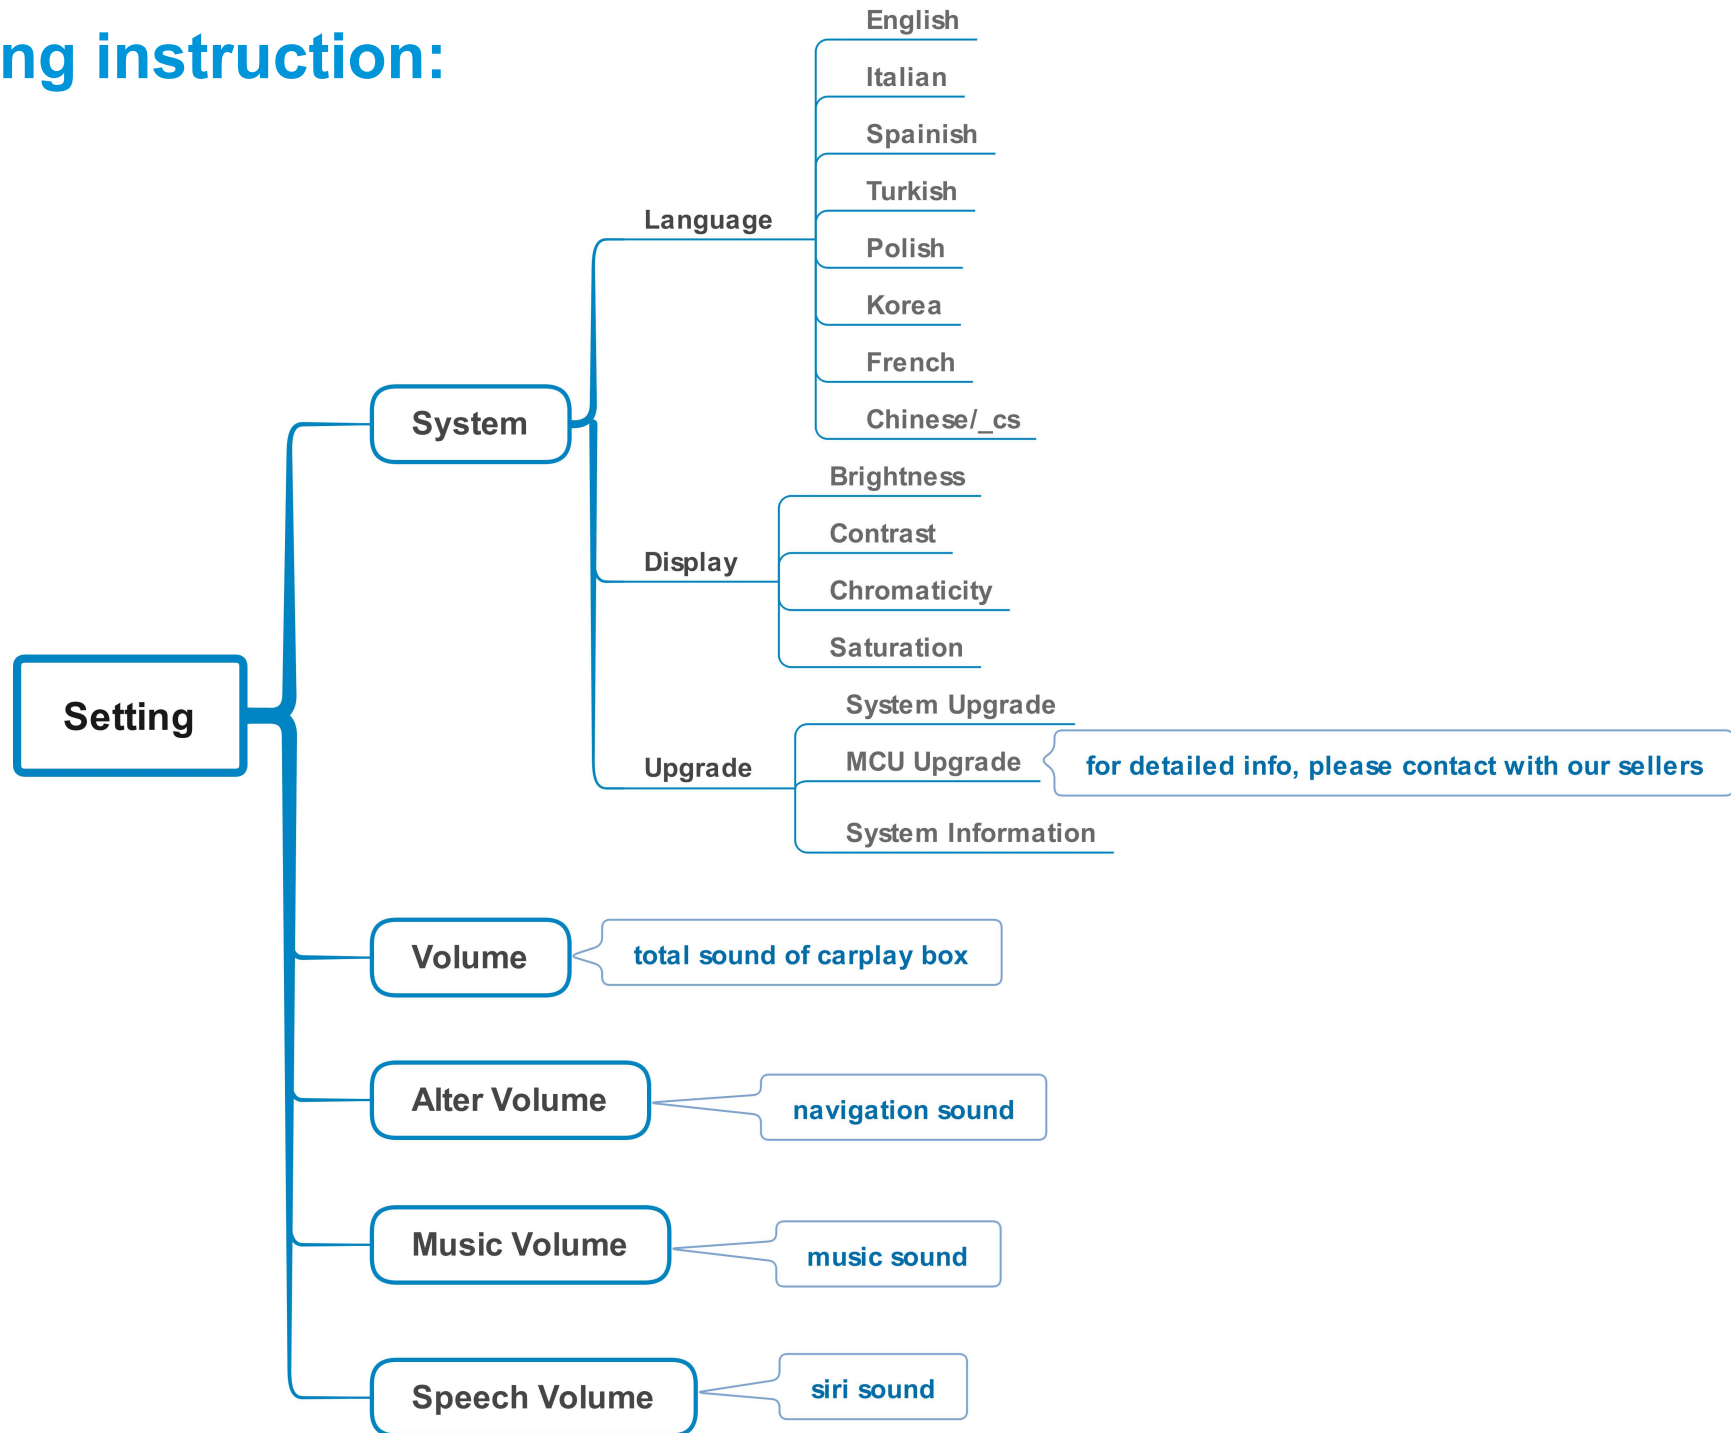 ng instruction:
English
Italian
Spainish
Turkish
Language
Polish
Korea
French
Chinese/_cs
System
Brightness
Contrast
Display
Chromaticity
Saturation
Setting
System Upgrade
Upgrade
MCU Upgrade
for detailed info, please contact with our sellers
System Information
Volume
total sound of carplay box
Alter Volume
navigation sound
Music Volume
music sound
Speech Volume
siri sound